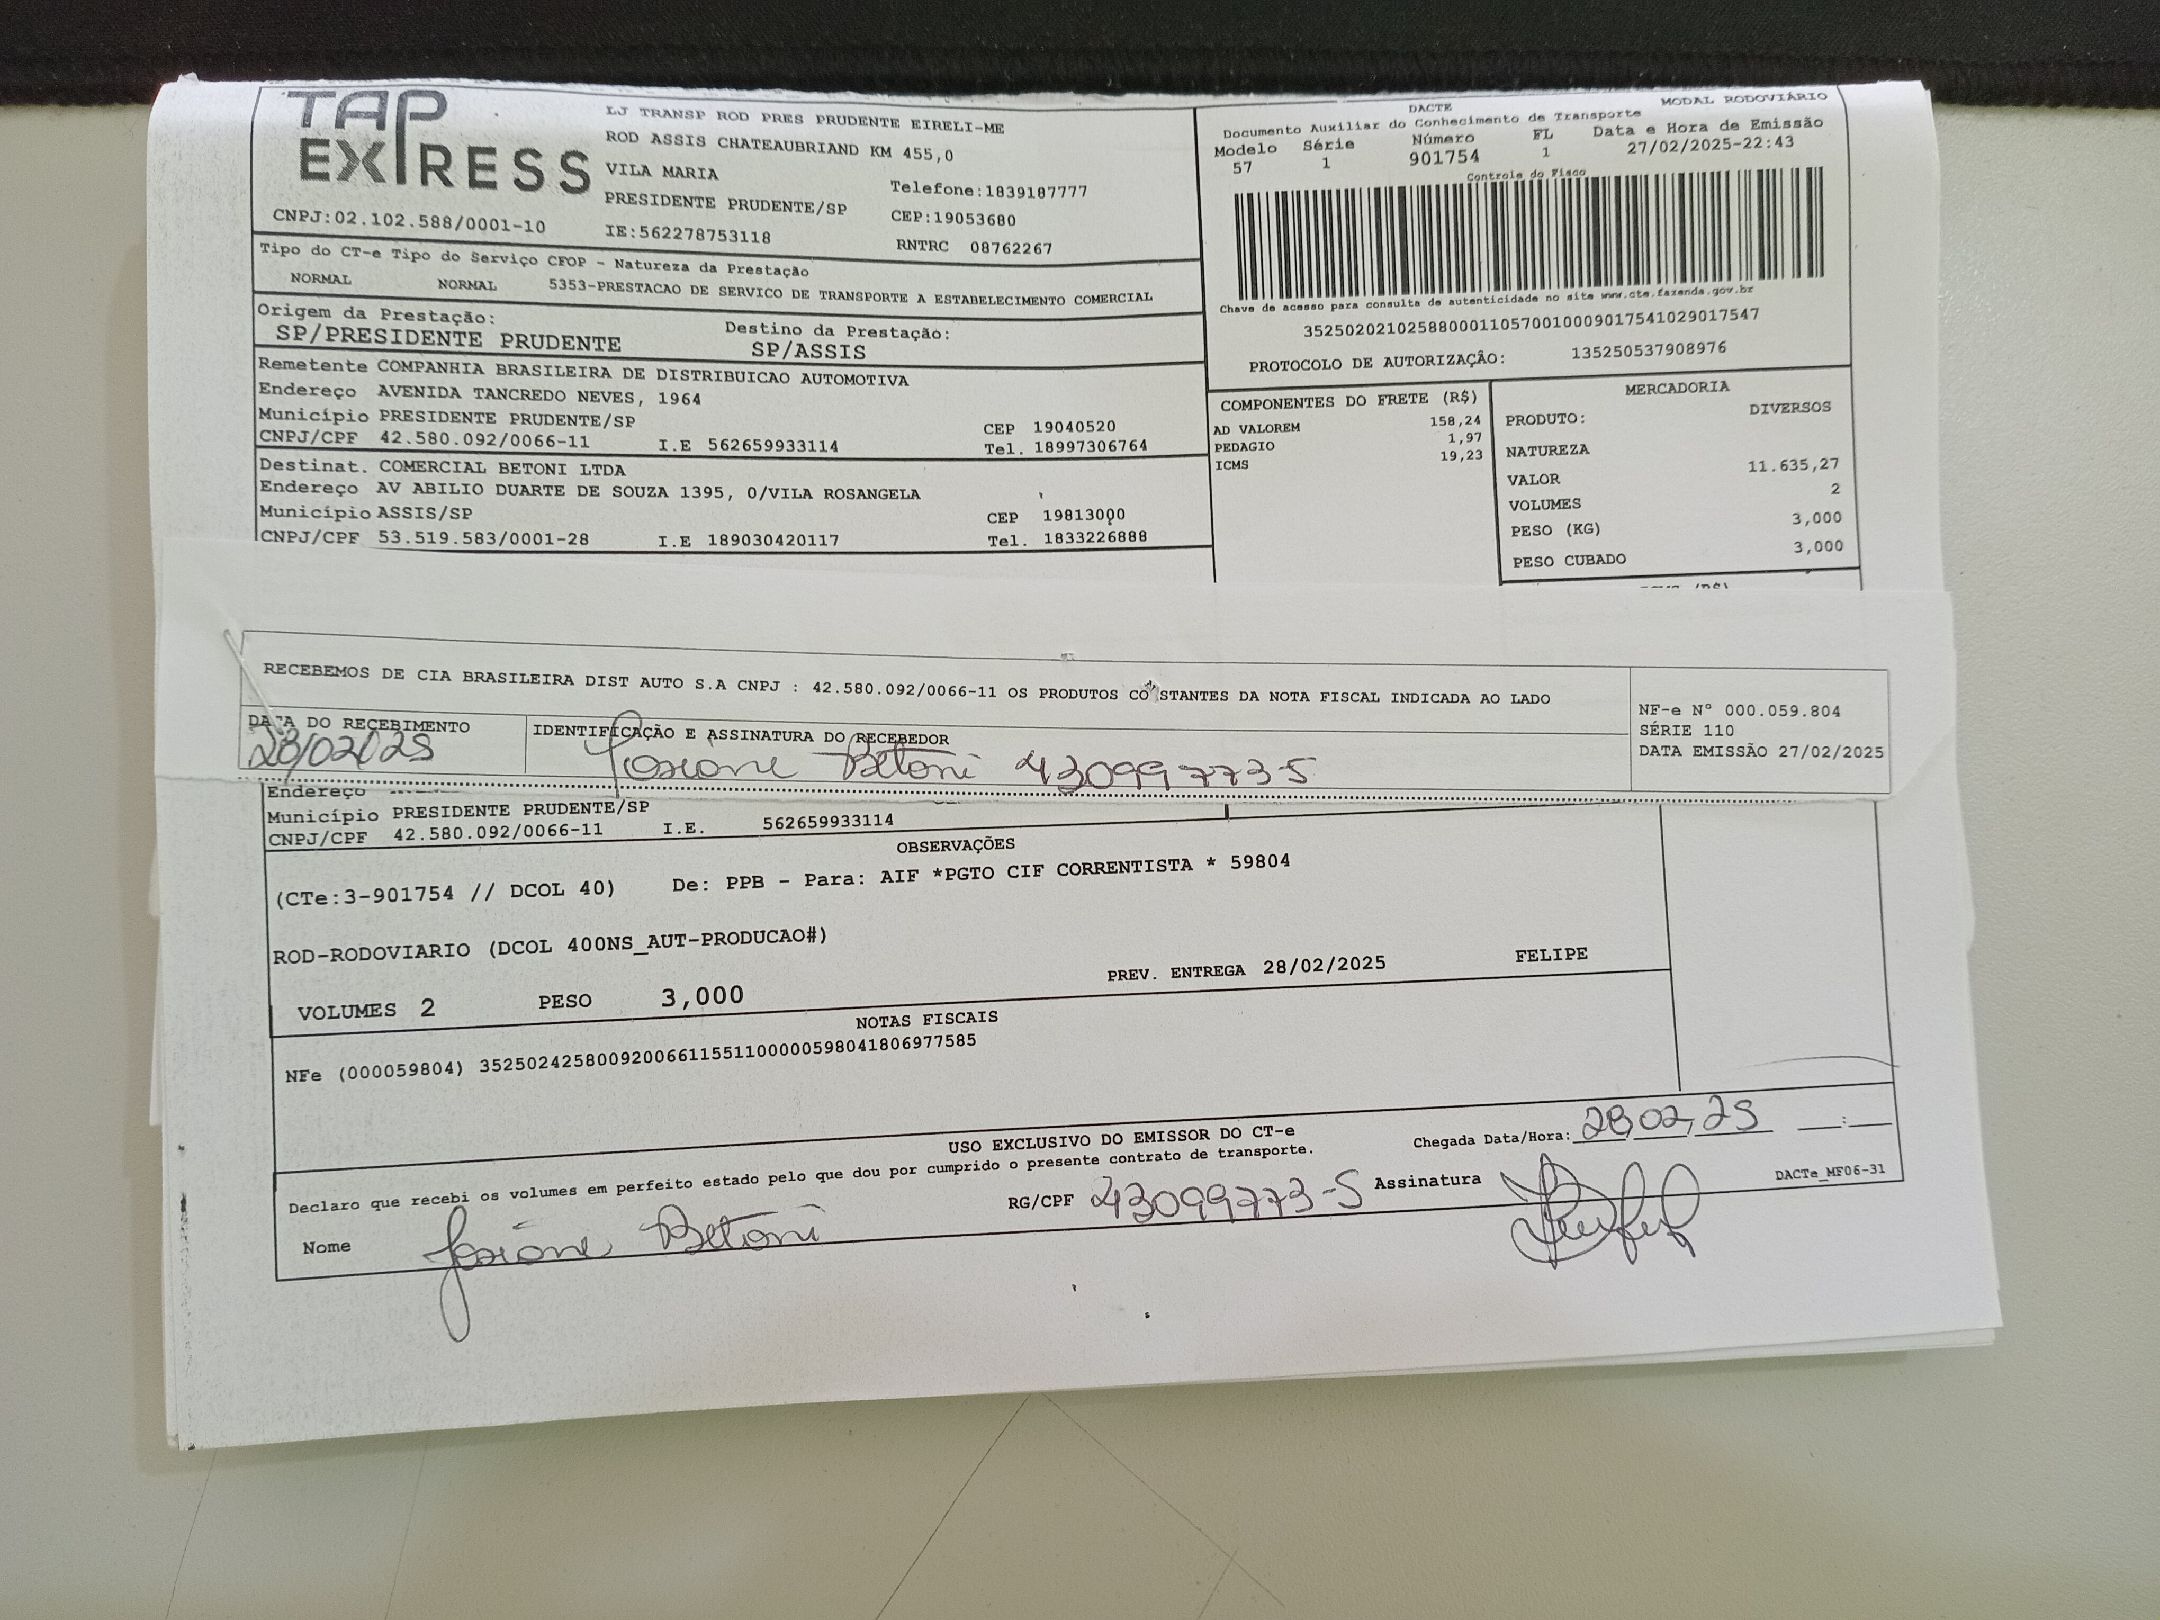 TAP EXPRESS
LJ TRANSP ROD PRES PRUDENTE EIRELI-ME
ROD ASSIS CHATEAUBRIAND KM 455,0
VILA MARIA
PRESIDENTE PRUDENTE/SP
Telefone:1839187777
CEP:19053680
CNPJ:02.102.588/0001-10
IE:562278753118
RNTRC 08762267
Tipo do CT-e Tipo do Serviço CFOP - Natureza da Prestação
NORMAL NORMAL 5353-PRESTACAO DE SERVICO DE TRANSPORTE A ESTABELECIMENTO COMERCIAL
Origem da Prestação: Destino da Prestação:
SP/PRESIDENTE PRUDENTE SP/ASSIS
Remetente COMPANHIA BRASILEIRA DE DISTRIBUICAO AUTOMOTIVA
Endereço AVENIDA TANCREDO NEVES, 1964
Município PRESIDENTE PRUDENTE/SP CEP 19040520
CNPJ/CPF 42.580.092/0066-11 I.E 562659933114 Tel. 18997306764
Destinat. COMERCIAL BETONI LTDA
Endereço AV ABILIO DUARTE DE SOUZA 1395, 0/VILA ROSANGELA
Município ASSIS/SP CEP 19813000
CNPJ/CPF 53.519.583/0001-28 I.E 189030420117 Tel. 1833226888
DACTE MODAL RODOVIÁRIO
Documento Auxiliar do Conhecimento de Transporte
Modelo Série Número FL Data e Hora de Emissão
57 1 901754 1 27/02/2025-22:43
Controle do Fisco
Chave de acesso para consulta de autenticidade no site www.cte.fazenda.gov.br
35250202102588000110570010009017541029017547
PROTOCOLO DE AUTORIZAÇÃO: 135250537908976
COMPONENTES DO FRETE (R$)
AD VALOREM 158,24
PEDAGIO 1,97
ICMS 19,23
MERCADORIA
PRODUTO: DIVERSOS
NATUREZA
VALOR 11.635,27
VOLUMES 2
PESO (KG) 3,000
PESO CUBADO 3,000
RECEBEMOS DE CIA BRASILEIRA DIST AUTO S.A CNPJ : 42.580.092/0066-11 OS PRODUTOS CONSTANTES DA NOTA FISCAL INDICADA AO LADO
DATA DO RECEBIMENTO IDENTIFICAÇÃO E ASSINATURA DO RECEBEDOR
28/02/25 Josiane Betoni 43099773-5
NF-e Nº 000.059.804
SÉRIE 110
DATA EMISSÃO 27/02/2025
Endereço
Município PRESIDENTE PRUDENTE/SP
CNPJ/CPF 42.580.092/0066-11 I.E. 562659933114
OBSERVAÇÕES
(CTe:3-901754 // DCOL 40) De: PPB - Para: AIF *PGTO CIF CORRENTISTA * 59804
ROD-RODOVIARIO (DCOL 400NS_AUT-PRODUCAO#)
VOLUMES 2 PESO 3,000 PREV. ENTREGA 28/02/2025 FELIPE
NOTAS FISCAIS
NFe (000059804) 35250242580092006611551100000598041806977585
USO EXCLUSIVO DO EMISSOR DO CT-e
Declaro que recebi os volumes em perfeito estado pelo que dou por cumprido o presente contrato de transporte.
Chegada Data/Hora: 28 02, 25 __:__
Nome Josiane Betoni RG/CPF 43099773-5 Assinatura
DACTe_MF06-31